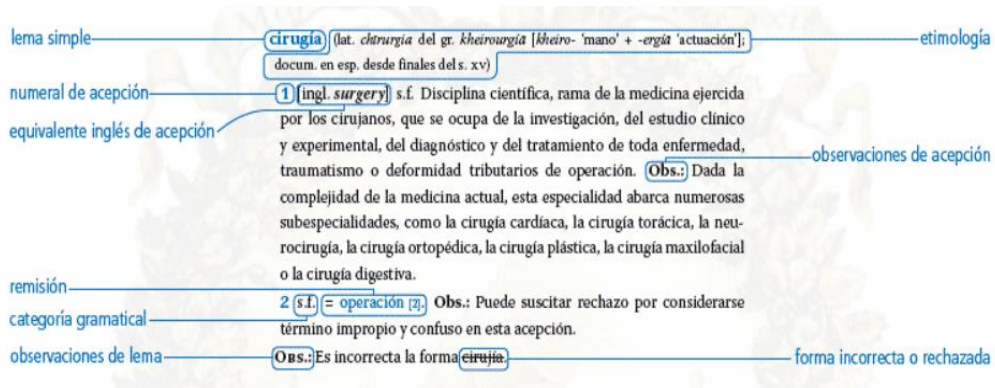 lema simple
cirugía (lat. chirurgia del gr. kheirourgía [kheiro- 'mano' + -ergía 'actuación'];
etimología
docum. en esp. desde finales del s. xv)
numeral de acepción
1 [ingl. surgery] s.f. Disciplina científica, rama de la medicina ejercida
equivalente inglés de acepción
por los cirujanos, que se ocupa de la investigación, del estudio clínico
y experimental, del diagnóstico y del tratamiento de toda enfermedad,
observaciones de acepción
traumatismo o deformidad tributarios de operación. Obs.: Dada la
complejidad de la medicina actual, esta especialidad abarca numerosas
subespecialidades, como la cirugía cardíaca, la cirugía torácica, la neu-
rocirugía, la cirugía ortopédica, la cirugía plástica, la cirugía maxilofacial
o la cirugía digestiva.
remisión
2 s.f. = operación [2]. Obs.: Puede suscitar rechazo por considerarse
categoría gramatical
término impropio y confuso en esta acepción.
observaciones de lema
OBS.: Es incorrecta la forma cirujía.
forma incorrecta o rechazada